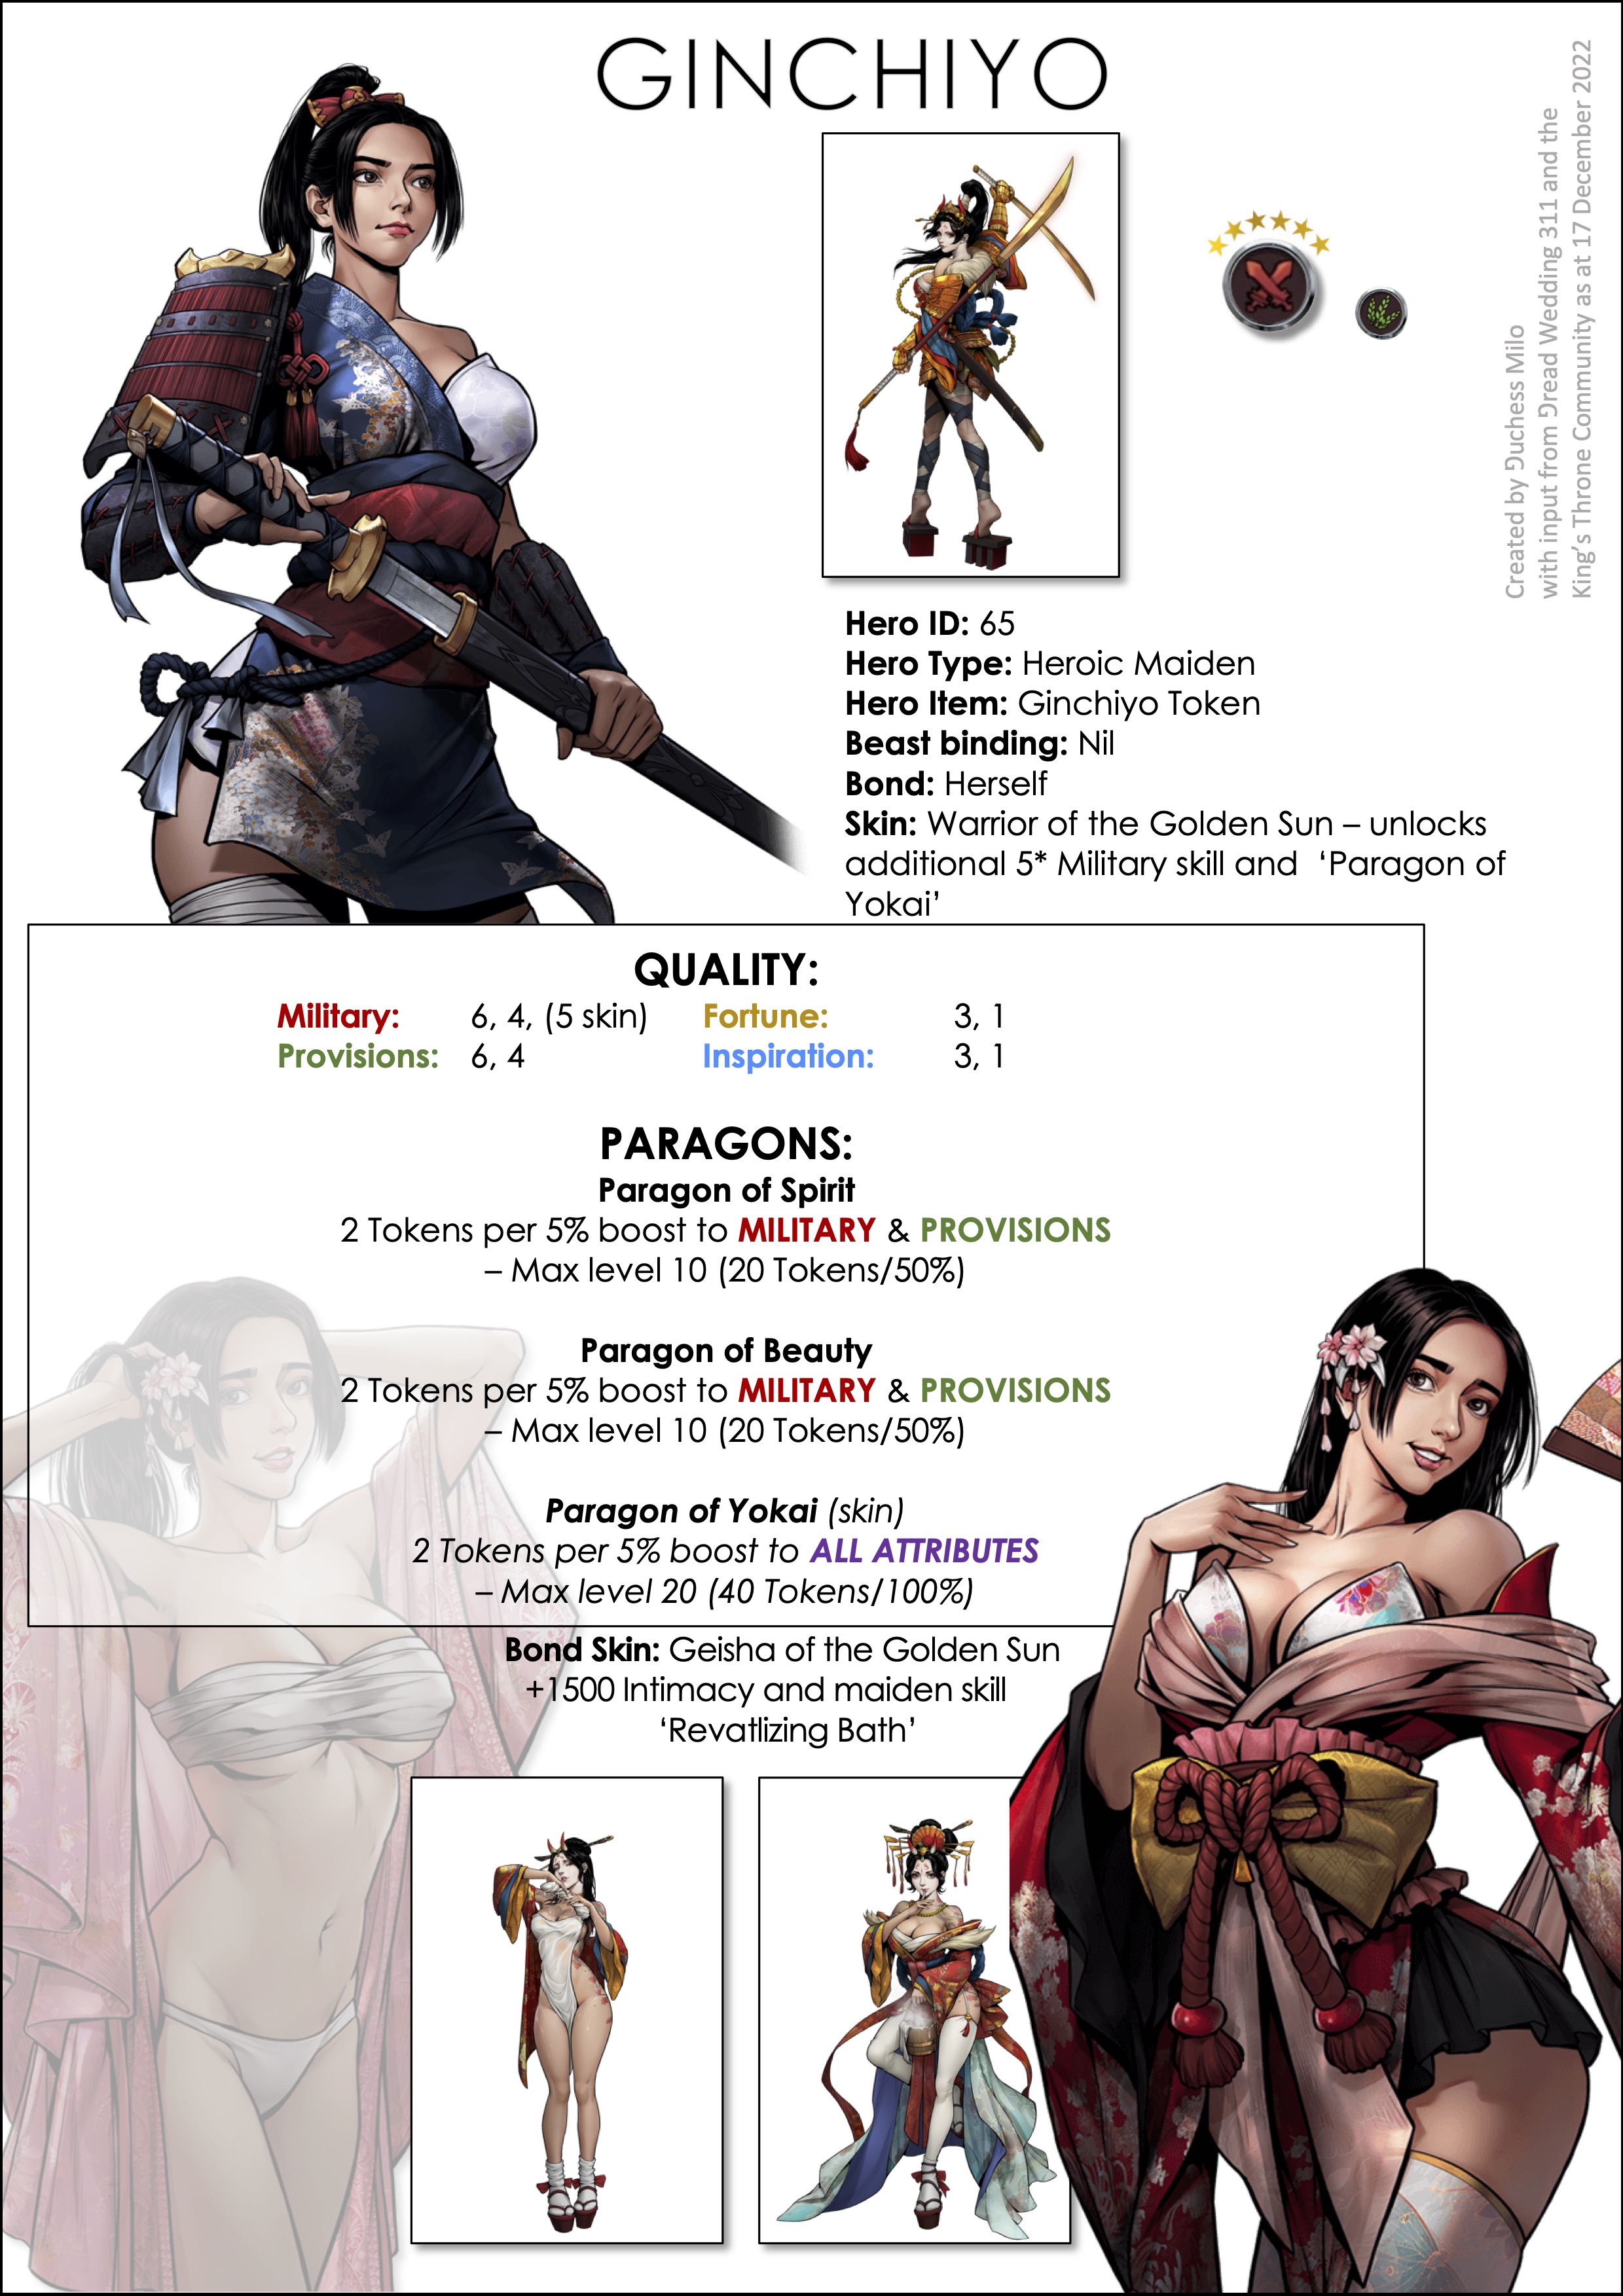 GINCHIYO
Created by Duchess Milo
with input from Dread Wedding 311 and the
King's Throne Community as at 17 December 2022
Hero ID: 65
Hero Type: Heroic Maiden
Hero Item: Ginchiyo Token
Beast binding: Nil
Bond: Herself
Skin: Warrior of the Golden Sun – unlocks
additional 5* Military skill and ‘Paragon of
Yokai’
QUALITY:
Military: 6, 4, (5 skin) Fortune: 3, 1
Provisions: 6, 4 Inspiration: 3, 1
PARAGONS:
Paragon of Spirit
2 Tokens per 5% boost to MILITARY & PROVISIONS
– Max level 10 (20 Tokens/50%)
Paragon of Beauty
2 Tokens per 5% boost to MILITARY & PROVISIONS
– Max level 10 (20 Tokens/50%)
Paragon of Yokai (skin)
2 Tokens per 5% boost to ALL ATTRIBUTES
– Max level 20 (40 Tokens/100%)
Bond Skin: Geisha of the Golden Sun
+1500 Intimacy and maiden skill
‘Revatlizing Bath’